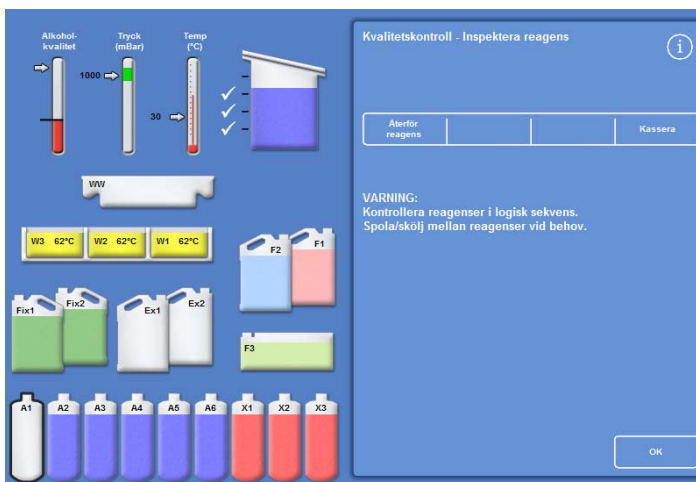 Alkohol-
kvalitet
Tryck
(mBar)
Temp
(°C)
1000
30
WW
W3 62°C
W2 62°C
W1 62°C
F2
F1
Fix1
Fix2
Ex1
Ex2
F3
A1
A2
A3
A4
A5
A6
X1
X2
X3
Kvalitetskontroll - Inspektera reagens
i
Återför
reagens
Kassera
VARNING:
Kontrollera reagenser i logisk sekvens.
Spola/skölj mellan reagenser vid behov.
OK